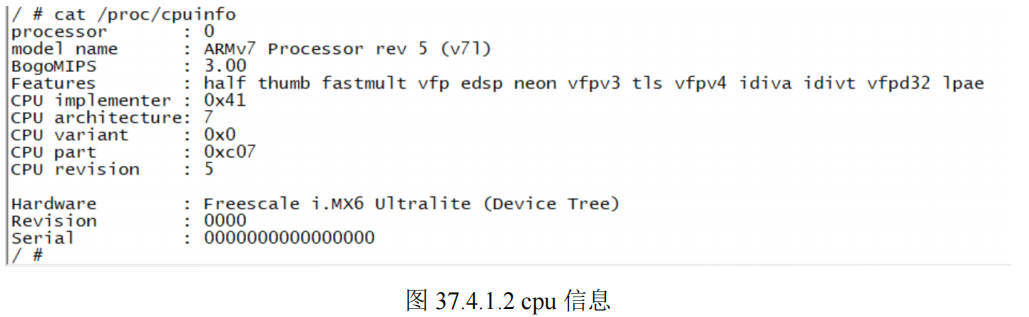 / # cat /proc/cpuinfo
processor       : 0
model name      : ARMv7 Processor rev 5 (v7l)
BogoMIPS        : 3.00
Features        : half thumb fastmult vfp edsp neon vfpv3 tls vfpv4 idiva idivt vfpd32 lpae
CPU implementer : 0x41
CPU architecture: 7
CPU variant     : 0x0
CPU part        : 0xc07
CPU revision    : 5
Hardware        : Freescale i.MX6 Ultralite (Device Tree)
Revision        : 0000
Serial          : 0000000000000000
/ #
图 37.4.1.2 cpu 信息